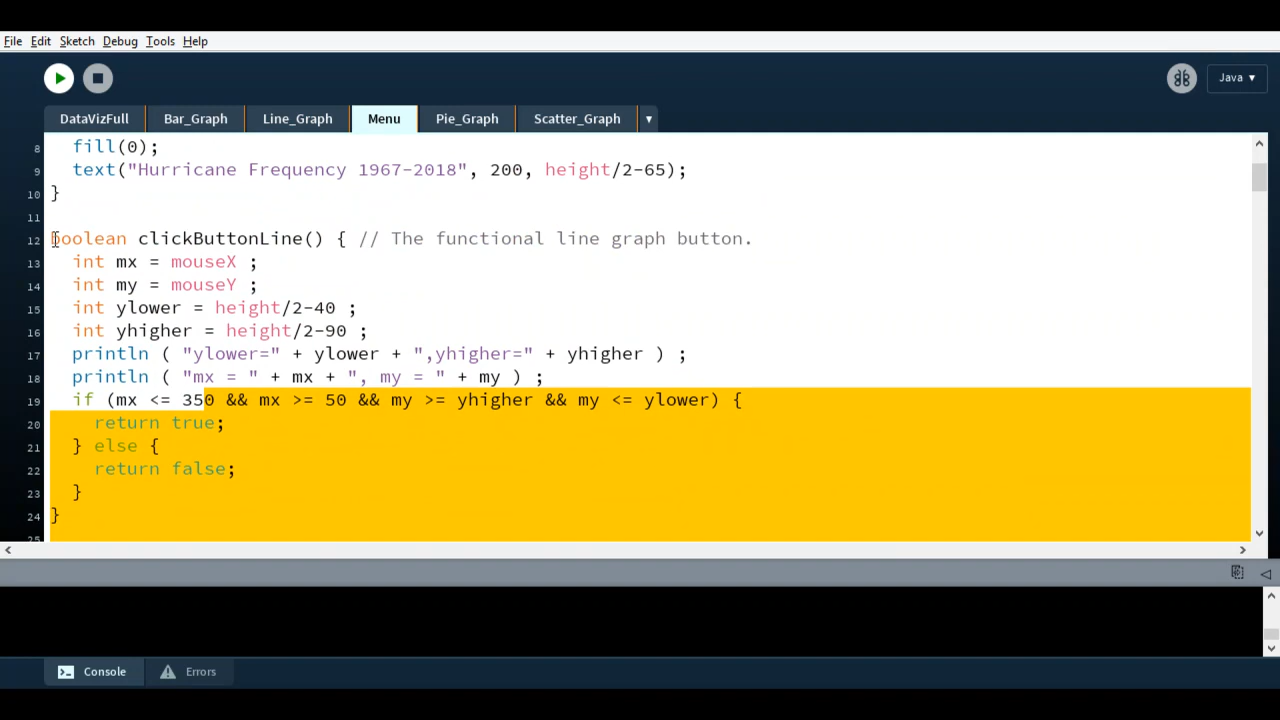 File Edit Sketch Debug Tools Help
Java ▾
DataVizFull Bar_Graph Line_Graph Menu Pie_Graph Scatter_Graph ▾
8 fill(0);
9 text("Hurricane Frequency 1967-2018", 200, height/2-65);
10 }
11
12 boolean clickButtonLine() { // The functional line graph button.
13 int mx = mouseX ;
14 int my = mouseY ;
15 int ylower = height/2-40 ;
16 int yhigher = height/2-90 ;
17 println ( "ylower=" + ylower + ",yhigher=" + yhigher ) ;
18 println ( "mx = " + mx + ", my = " + my ) ;
19 if (mx <= 350 && mx >= 50 && my >= yhigher && my <= ylower) {
20 return true;
21 } else {
22 return false;
23 }
24 }
25
Console Errors